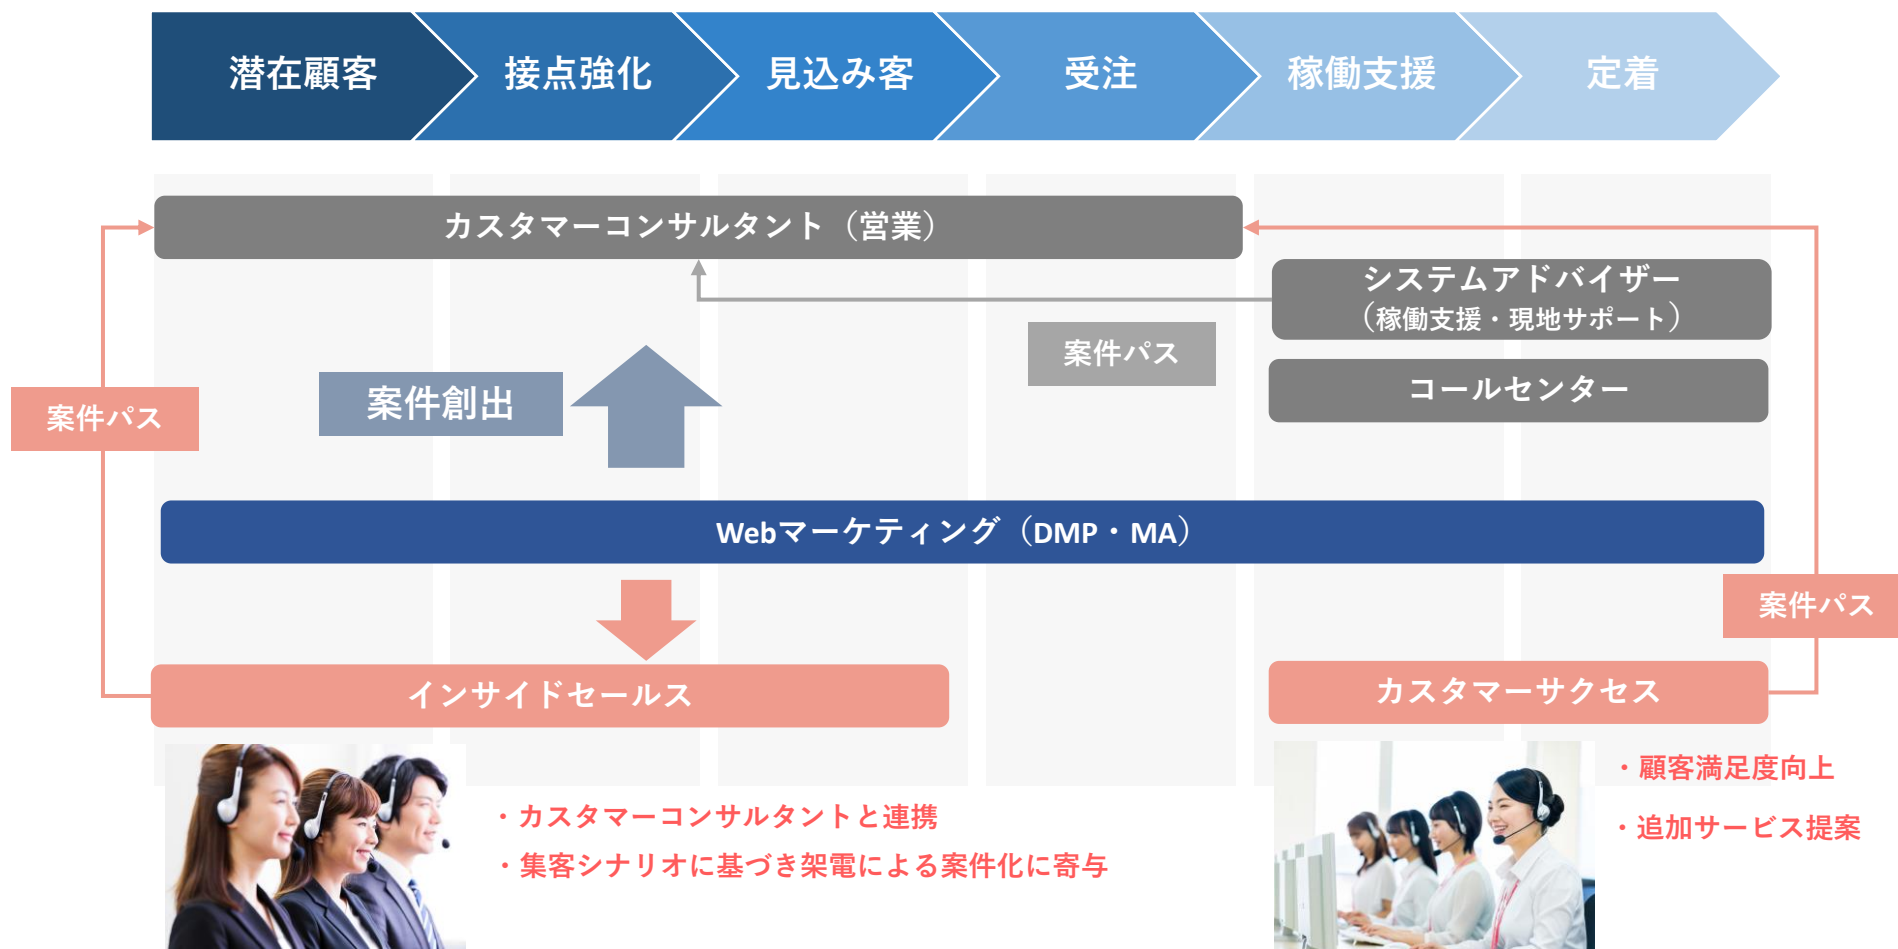 潜在顧客
接点強化
見込み客
受注
稼働支援
定着
カスタマーコンサルタント（営業）
システムアドバイザー
（稼働支援・現地サポート）
案件パス
コールセンター
案件創出
案件パス
Webマーケティング（DMP・MA）
案件パス
インサイドセールス
カスタマーサクセス
・カスタマーコンサルタントと連携
・集客シナリオに基づき架電による案件化に寄与
・顧客満足度向上
・追加サービス提案